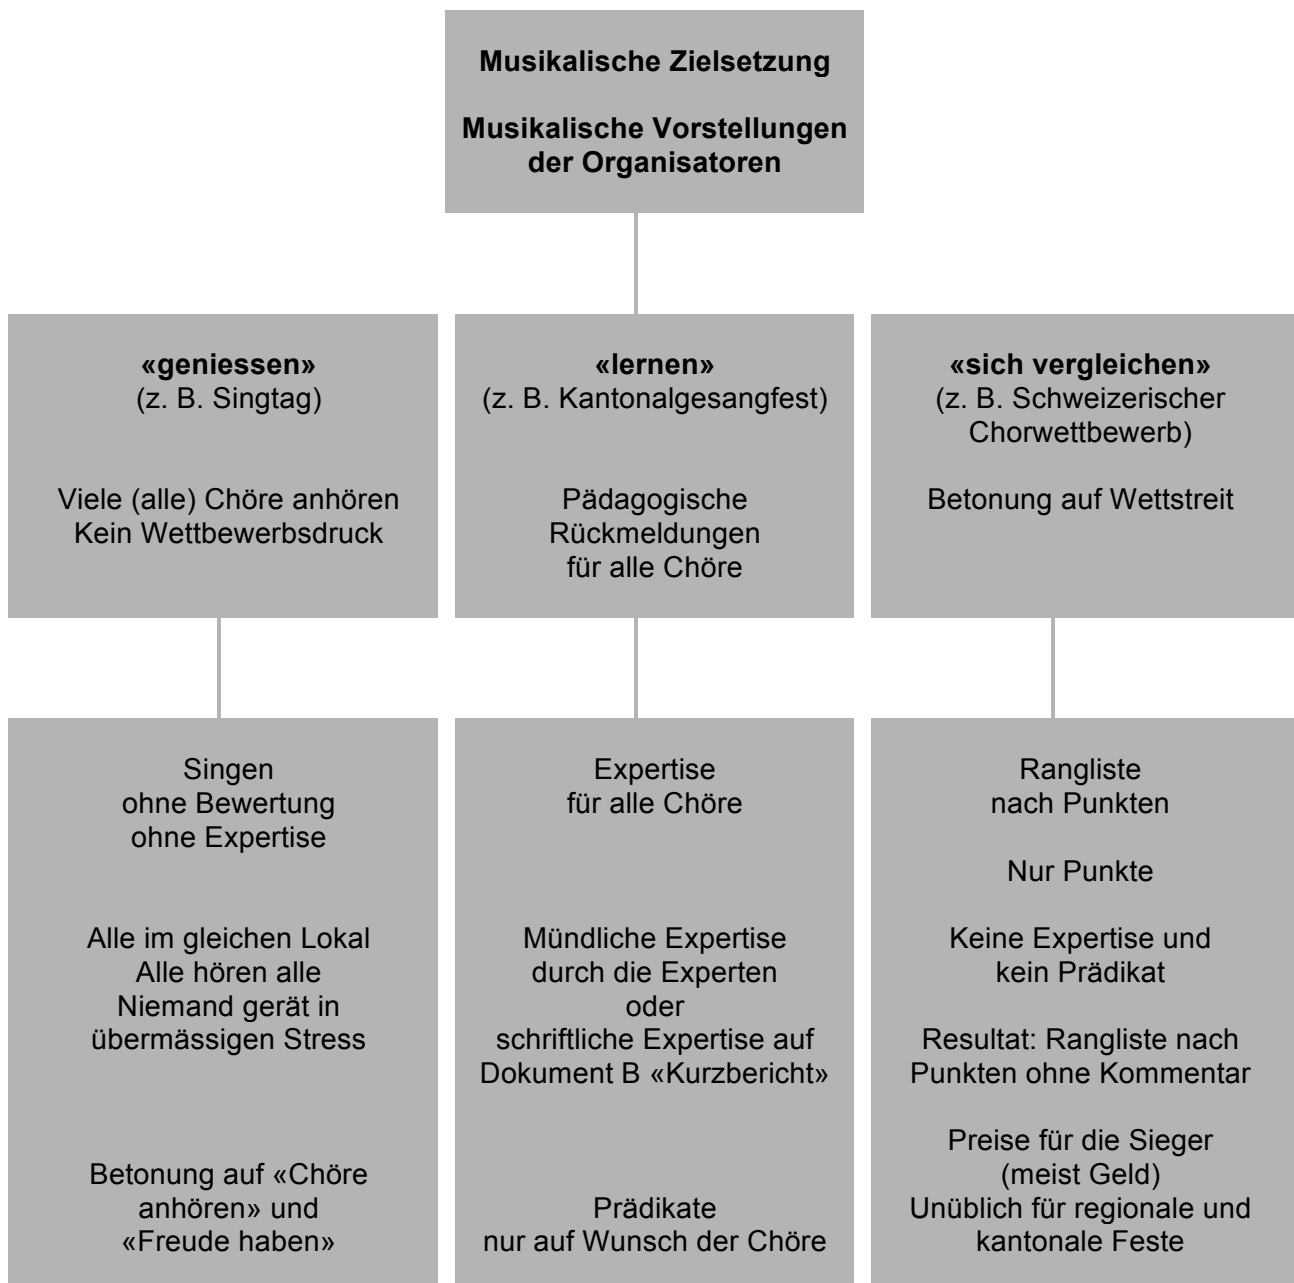 Musikalische Zielsetzung
Musikalische Vorstellungen
der Organisatoren
«geniessen»
(z. B. Singtag)
Viele (alle) Chöre anhören
Kein Wettbewerbsdruck
«lernen»
(z. B. Kantonalgesangfest)
Pädagogische
Rückmeldungen
für alle Chöre
«sich vergleichen»
(z. B. Schweizerischer
Chorwettbewerb)
Betonung auf Wettstreit
Singen
ohne Bewertung
ohne Expertise
Alle im gleichen Lokal
Alle hören alle
Niemand gerät in
übermässigen Stress
Betonung auf «Chöre
anhören» und
«Freude haben»
Expertise
für alle Chöre
Mündliche Expertise
durch die Experten
oder
schriftliche Expertise auf
Dokument B «Kurzbericht»
Prädikate
nur auf Wunsch der Chöre
Rangliste
nach Punkten
Nur Punkte
Keine Expertise und
kein Prädikat
Resultat: Rangliste nach
Punkten ohne Kommentar
Preise für die Sieger
(meist Geld)
Unüblich für regionale und
kantonale Feste